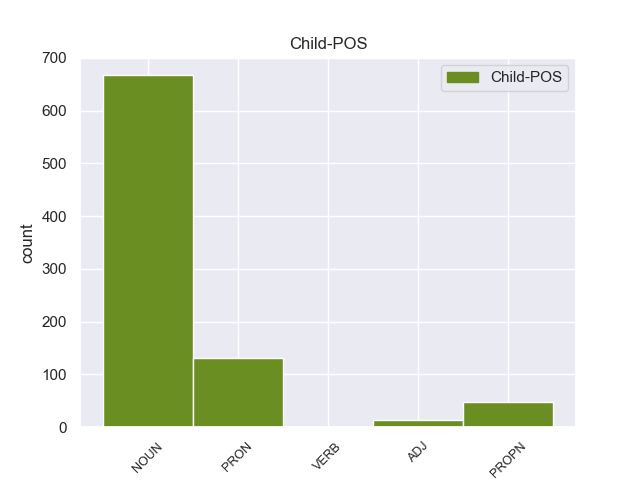 Child-POS
Child-POS
700
600
500
400
300
200
100
0
count
NOUN
PRON
VERB
ADJ
PROPN